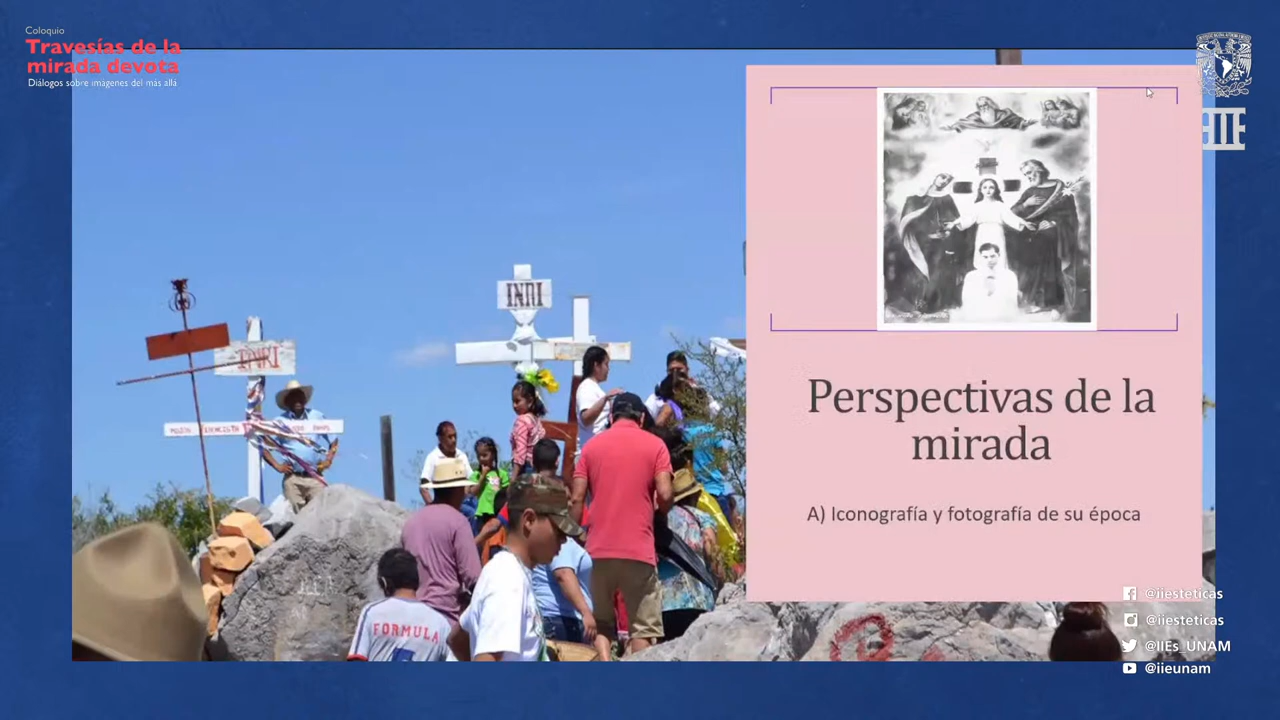 Coloquio
Travesías de la
mirada devota
Diálogos sobre imágenes del más allá
INRI
INRI
FORMULA
Perspectivas de la
mirada
A) Iconografía y fotografía de su época
@iiesteticas
@iiesteticas
@IIEs_UNAM
@iieunam